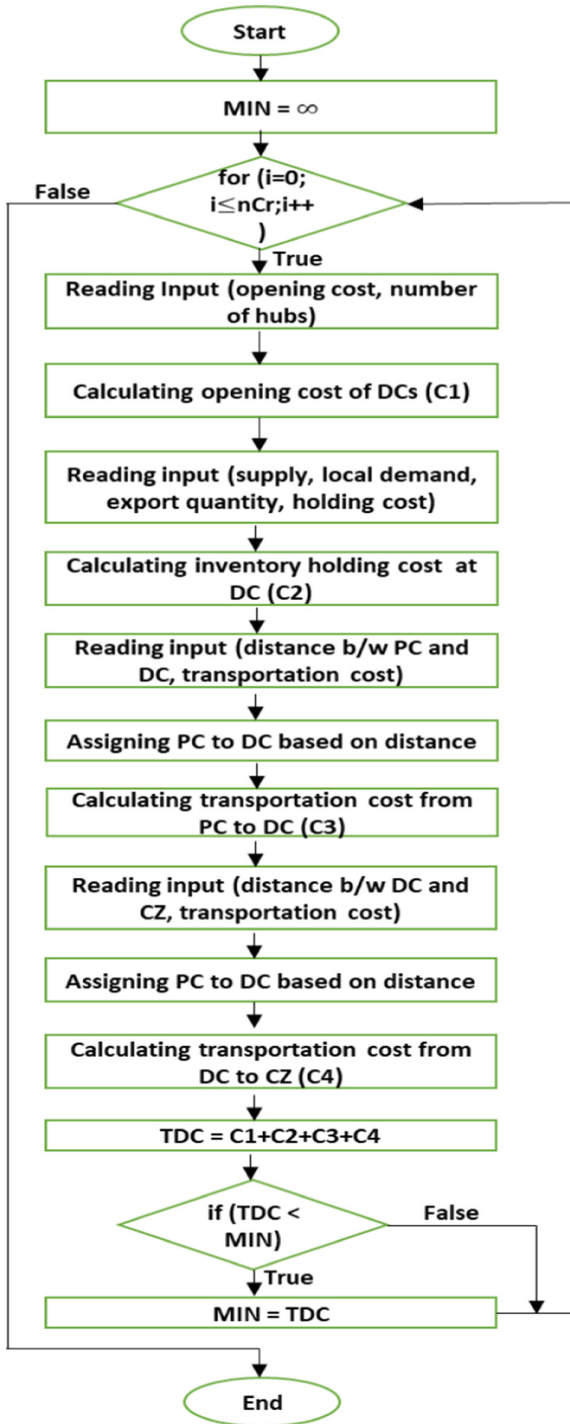 Start
MIN = ∞
False
for (i=0;
i≤nCr;i++
)
True
Reading Input (opening cost, number
of hubs)
Calculating opening cost of DCs (C1)
Reading input (supply, local demand,
export quantity, holding cost)
Calculating inventory holding cost at
DC (C2)
Reading input (distance b/w PC and
DC, transportation cost)
Assigning PC to DC based on distance
Calculating transportation cost from
PC to DC (C3)
Reading input (distance b/w DC and
CZ, transportation cost)
Assigning PC to DC based on distance
Calculating transportation cost from
DC to CZ (C4)
TDC = C1+C2+C3+C4
if (TDC <
MIN)
False
True
MIN = TDC
End